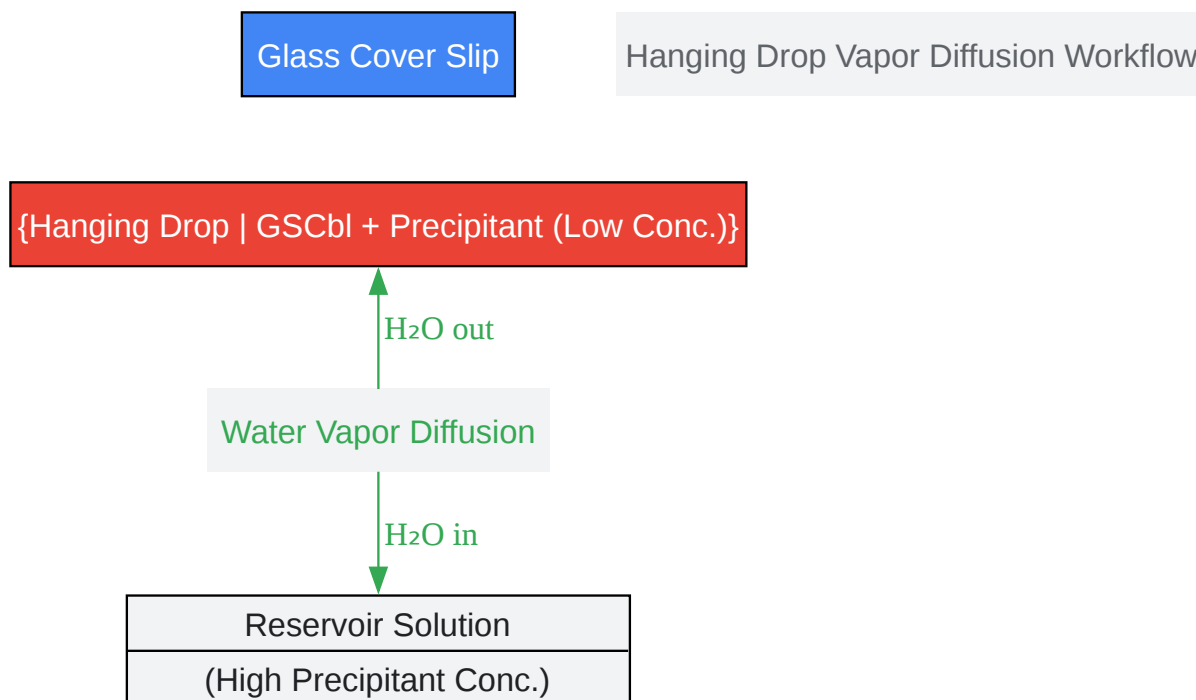 Glass Cover Slip
Hanging Drop Vapor Diffusion Workflow
{Hanging Drop | GSCbl + Precipitant (Low Conc.)}
H₂O out
Water Vapor Diffusion
H₂O in
Reservoir Solution
(High Precipitant Conc.)